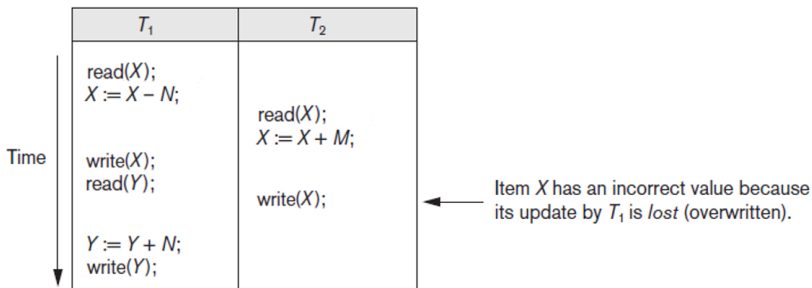 T1 T2
read(X);
X := X – N;
read(X);
X := X + M;
Time
write(X);
read(Y);
write(X);
Item X has an incorrect value because
its update by T1 is lost (overwritten).
Y := Y + N;
write(Y);